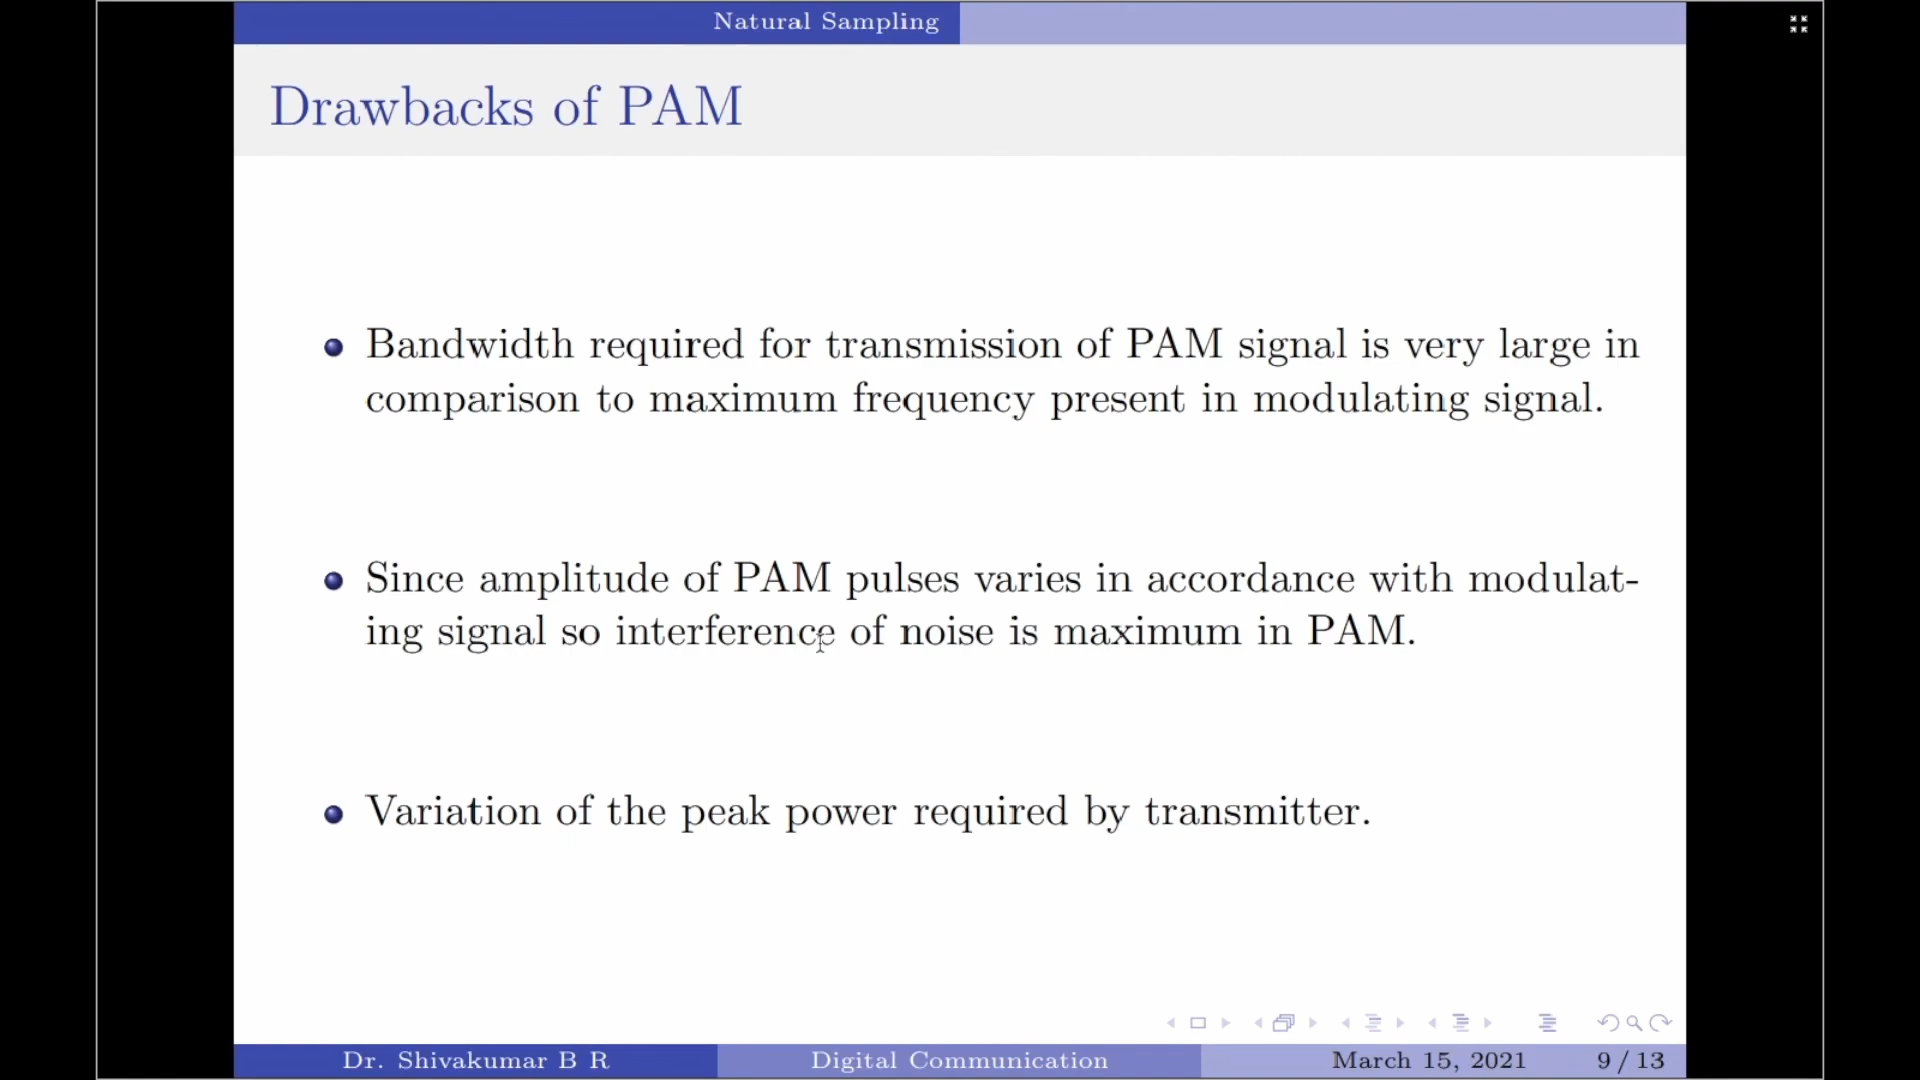 Natural Sampling
Drawbacks of PAM
Bandwidth required for transmission of PAM signal is very large in
comparison to maximum frequency present in modulating signal.
Since amplitude of PAM pulses varies in accordance with modulat-
ing signal so interference of noise is maximum in PAM.
Variation of the peak power required by transmitter.
Dr. Shivakumar B R Digital Communication March 15, 2021 9 / 13